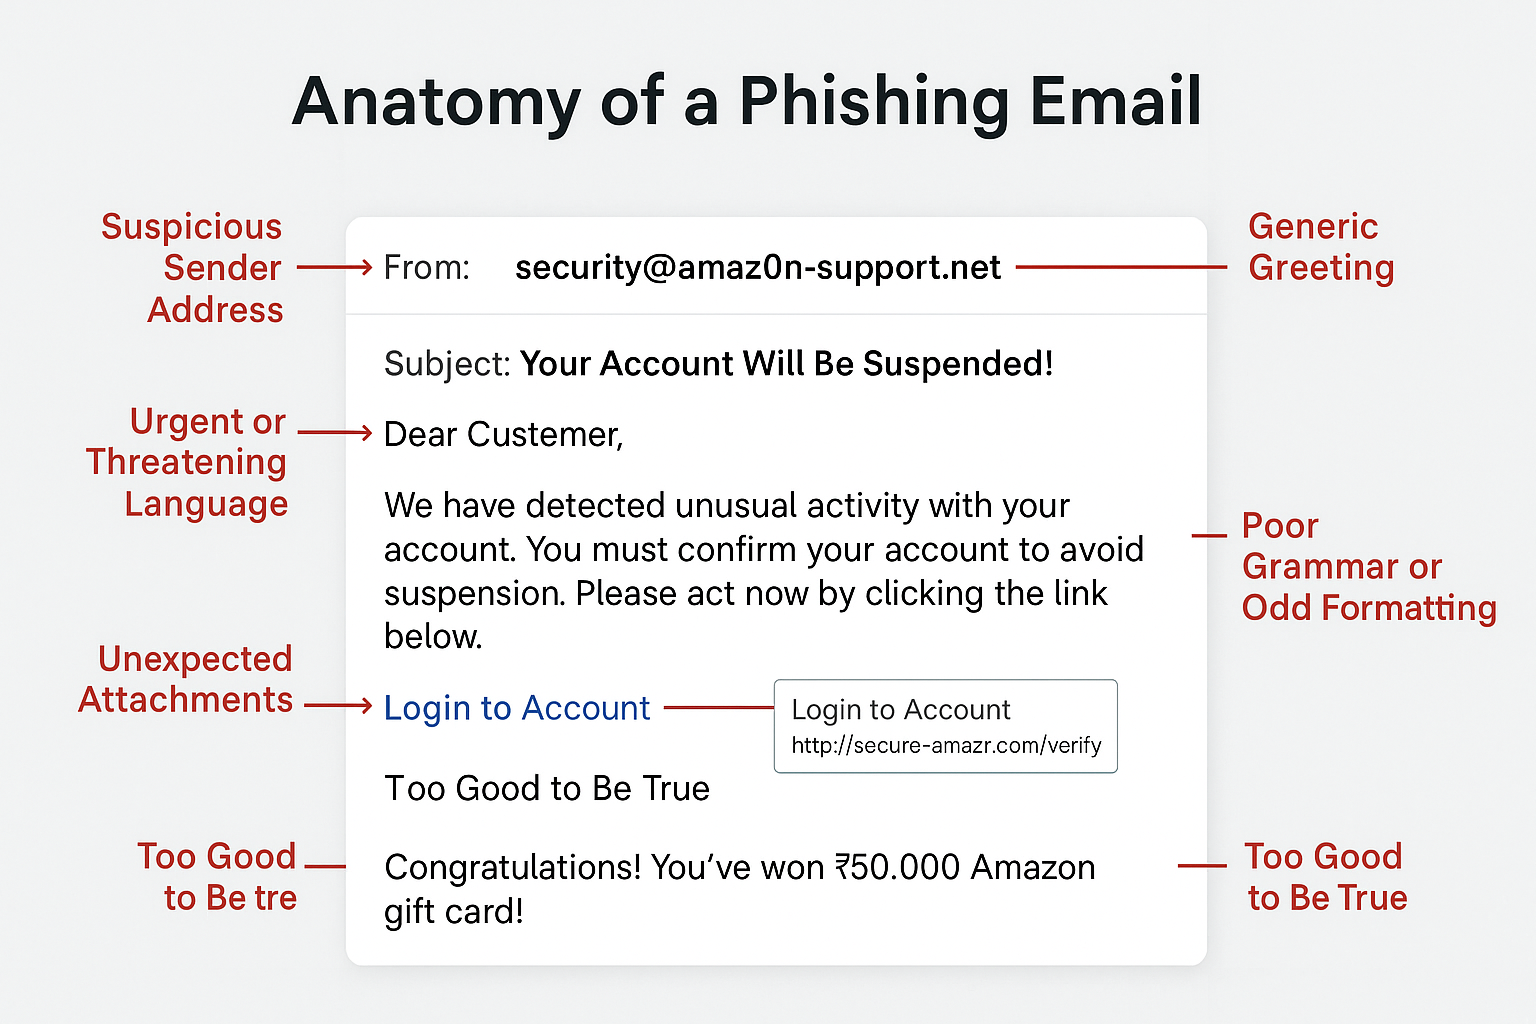 Anatomy of a Phishing Email
Suspicious
Sender
Address
From: security@amaz0n-support.net
Generic
Greeting
Subject: Your Account Will Be Suspended!
Urgent or
Threatening
Language
Dear Custemer,
We have detected unusual activity with your
account. You must confirm your account to avoid
suspension. Please act now by clicking the link
below.
Poor
Grammar or
Odd Formatting
Unexpected
Attachments
Login to Account
Login to Account
http://secure-amazr.com/verify
Too Good to Be True
Too Good
to Be tre
Congratulations! You’ve won ₹50.000 Amazon
gift card!
Too Good
to Be True